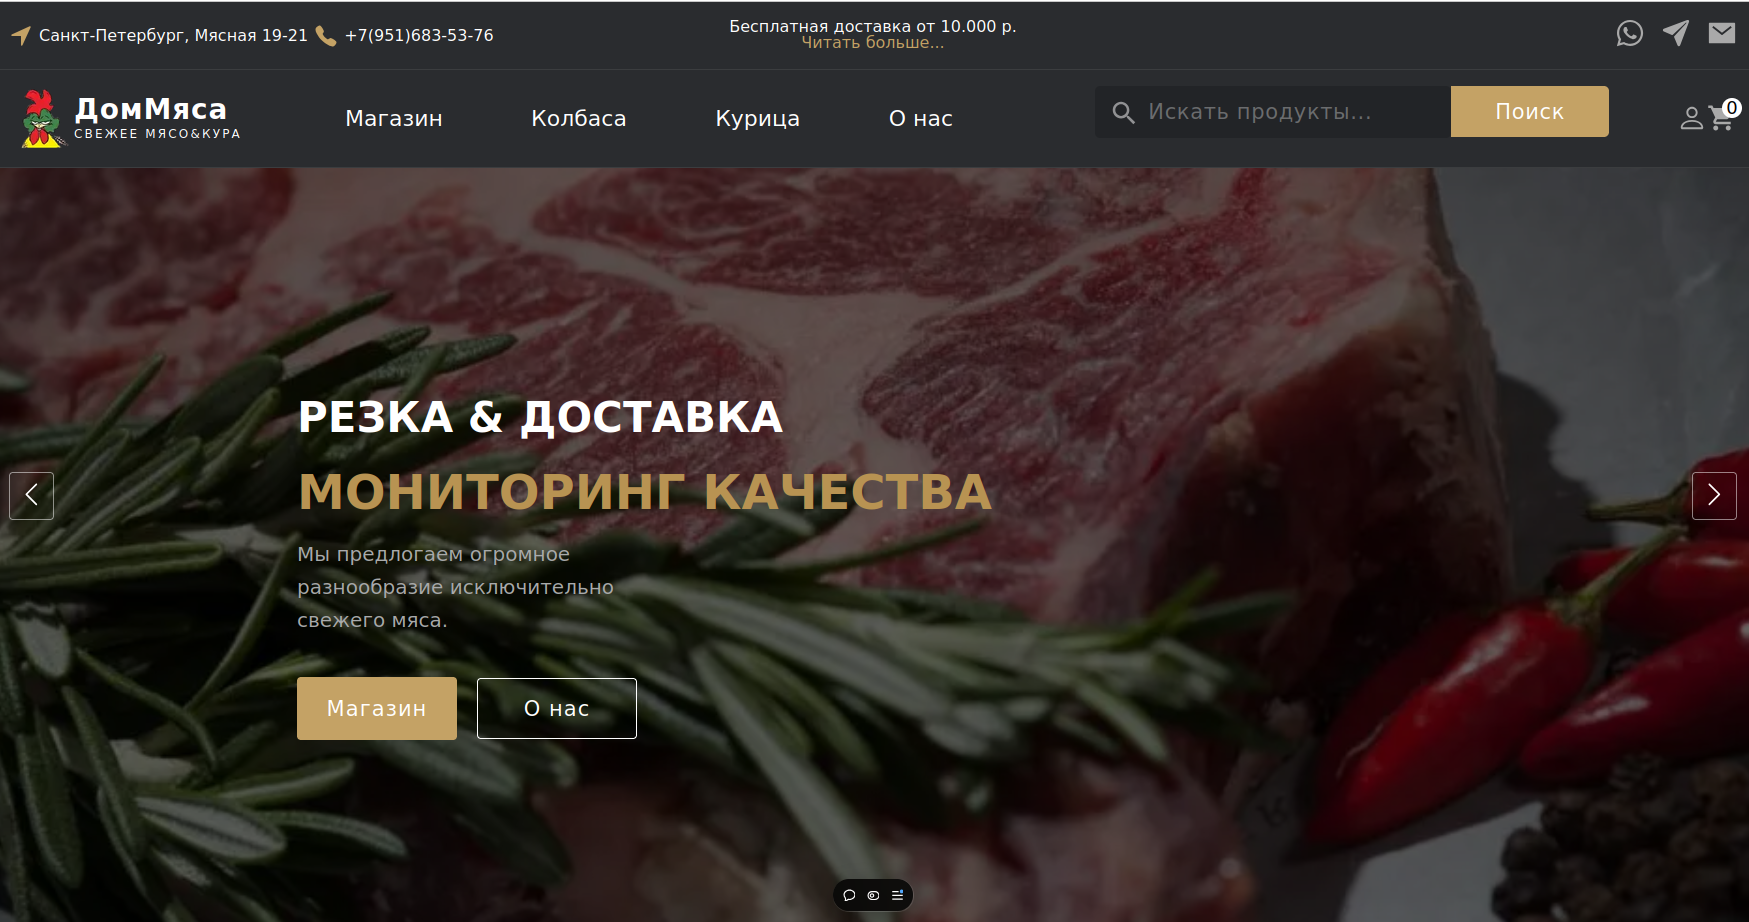 Санкт-Петербург, Мясная 19-21
+7(951)683-53-76
Бесплатная доставка от 10.000 р.
Читать больше...
ДомМяса
СВЕЖЕЕ МЯСО&КУРА
Магазин
Колбаса
Курица
О нас
Искать продукты...
Поиск
0
РЕЗКА & ДОСТАВКА
МОНИТОРИНГ КАЧЕСТВА
Мы предлогаем огромное
разнообразие исключительно
свежего мяса.
Магазин
О нас